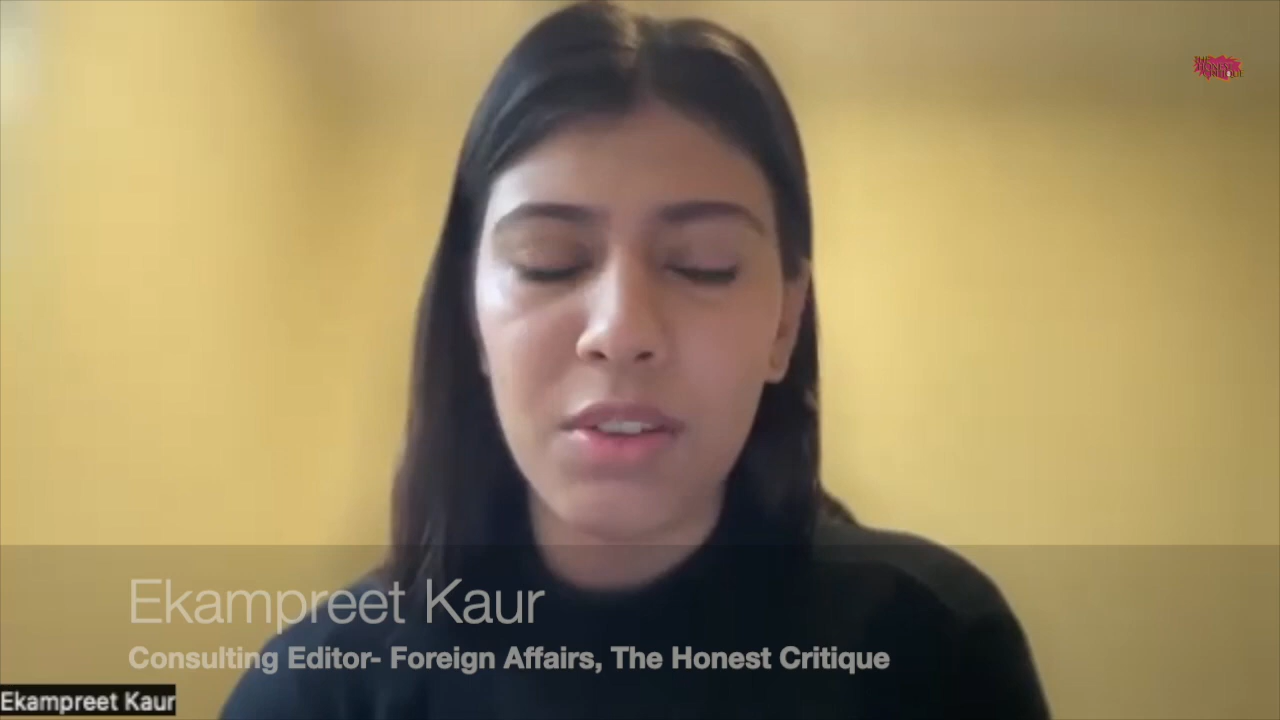 Ekampreet Kaur
Consulting Editor- Foreign Affairs, The Honest Critique
Ekampreet Kaur